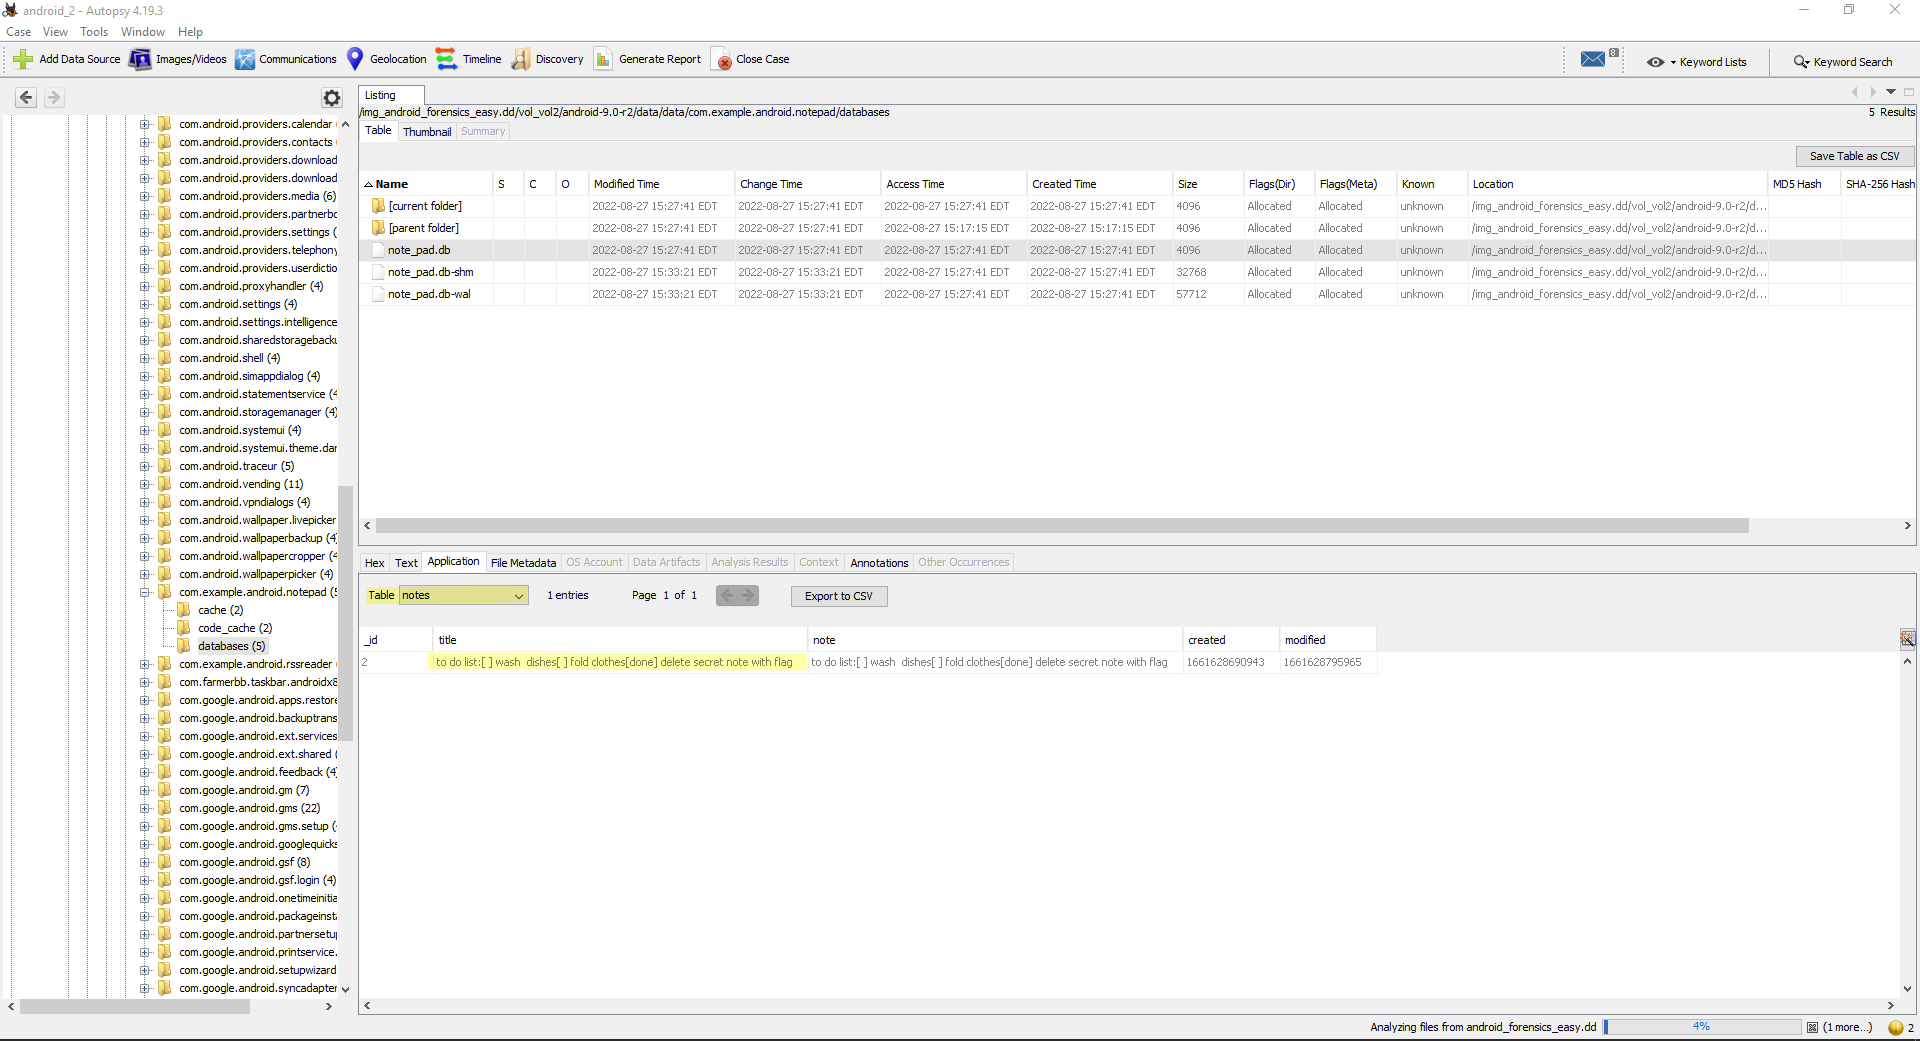 android_2 - Autopsy 4.19.3
Case View Tools Window Help
Add Data Source Images/Videos Communications Geolocation Timeline Discovery Generate Report Close Case 8 Keyword Lists Keyword Search
Listing
/img_android_forensics_easy.dd/vol_vol2/android-9.0-r2/data/data/com.example.android.notepad/databases
5 Results
Table Thumbnail Summary
Save Table as CSV
Name S C O Modified Time Change Time Access Time Created Time Size Flags(Dir) Flags(Meta) Known Location MD5 Hash SHA-256 Hash
[current folder] 2022-08-27 15:27:41 EDT 2022-08-27 15:27:41 EDT 2022-08-27 15:27:41 EDT 2022-08-27 15:27:41 EDT 4096 Allocated Allocated unknown /img_android_forensics_easy.dd/vol_vol2/android-9.0-r2/d...
[parent folder] 2022-08-27 15:27:41 EDT 2022-08-27 15:27:41 EDT 2022-08-27 15:17:15 EDT 2022-08-27 15:17:15 EDT 4096 Allocated Allocated unknown /img_android_forensics_easy.dd/vol_vol2/android-9.0-r2/d...
note_pad.db 2022-08-27 15:27:41 EDT 2022-08-27 15:27:41 EDT 2022-08-27 15:27:41 EDT 2022-08-27 15:27:41 EDT 4096 Allocated Allocated unknown /img_android_forensics_easy.dd/vol_vol2/android-9.0-r2/d...
note_pad.db-shm 2022-08-27 15:33:21 EDT 2022-08-27 15:33:21 EDT 2022-08-27 15:27:41 EDT 2022-08-27 15:27:41 EDT 32768 Allocated Allocated unknown /img_android_forensics_easy.dd/vol_vol2/android-9.0-r2/d...
note_pad.db-wal 2022-08-27 15:33:21 EDT 2022-08-27 15:33:21 EDT 2022-08-27 15:27:41 EDT 2022-08-27 15:27:41 EDT 57712 Allocated Allocated unknown /img_android_forensics_easy.dd/vol_vol2/android-9.0-r2/d...
com.android.providers.calendar (
com.android.providers.contacts (
com.android.providers.download
com.android.providers.download
com.android.providers.media (6)
com.android.providers.partnerbo
com.android.providers.settings (
com.android.providers.telephony
com.android.providers.userdictio
com.android.proxyhandler (4)
com.android.settings (4)
com.android.settings.intelligence
com.android.sharedstoragebacku
com.android.shell (4)
com.android.simappdialog (4)
com.android.statementservice (4
com.android.storagemanager (4)
com.android.systemui (4)
com.android.systemui.theme.dar
com.android.traceur (5)
com.android.vending (11)
com.android.vpndialogs (4)
com.android.wallpaper.livepicker
com.android.wallpaperbackup (4)
com.android.wallpapercropper (4
com.android.wallpaperpicker (4)
com.example.android.notepad (5
cache (2)
code_cache (2)
databases (5)
com.example.android.rssreader (
com.farmerbb.taskbar.androidx8
com.google.android.apps.restore
com.google.android.backuptrans
com.google.android.ext.services
com.google.android.ext.shared (
com.google.android.feedback (4)
com.google.android.gm (7)
com.google.android.gms (22)
com.google.android.gms.setup (
com.google.android.googlequicks
com.google.android.gsf (8)
com.google.android.gsf.login (4)
com.google.android.onetimeinitia
com.google.android.packageinsta
com.google.android.partnersetup
com.google.android.printservice.
com.google.android.setupwizard
com.google.android.syncadapter
Hex Text Application File Metadata OS Account Data Artifacts Analysis Results Context Annotations Other Occurrences
Table notes 1 entries Page 1 of 1 Export to CSV
_id title note created modified
2 to do list:[ ] wash dishes[ ] fold clothes[done] delete secret note with flag to do list:[ ] wash dishes[ ] fold clothes[done] delete secret note with flag 1661628690943 1661628795965
Analyzing files from android_forensics_easy.dd 4% (1 more...) 2